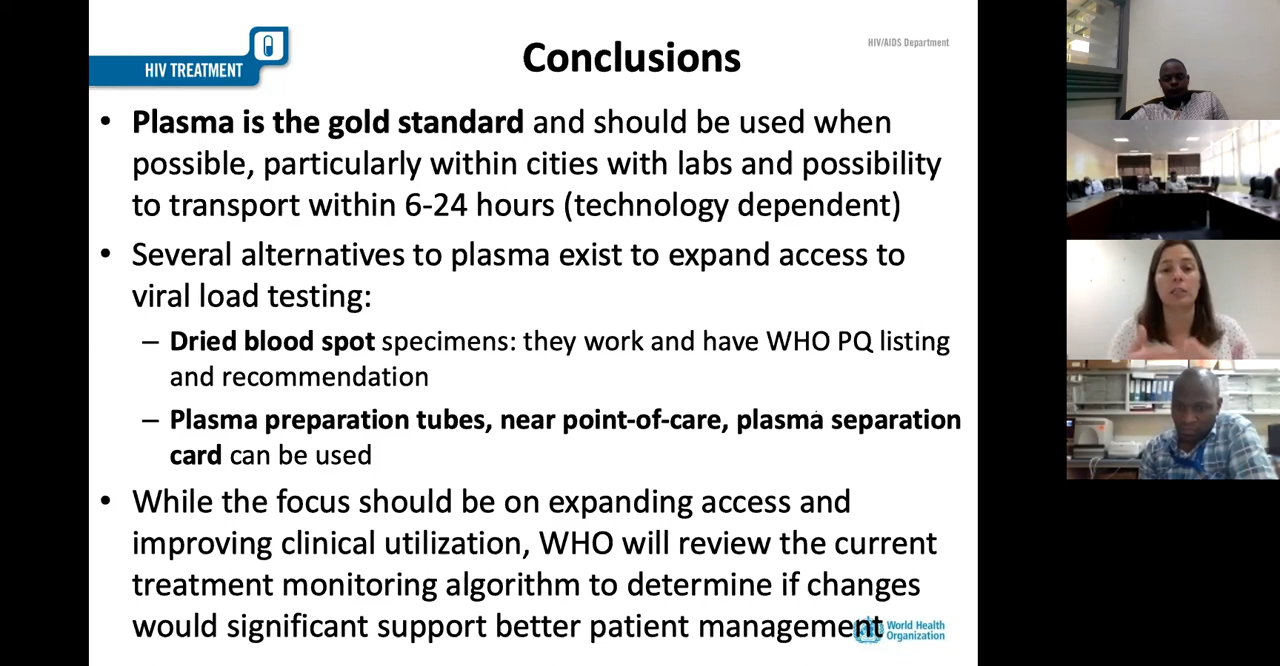 HIV TREATMENT
HIV/AIDS Department
Conclusions
• Plasma is the gold standard and should be used when
possible, particularly within cities with labs and possibility
to transport within 6-24 hours (technology dependent)
• Several alternatives to plasma exist to expand access to
viral load testing:
– Dried blood spot specimens: they work and have WHO PQ listing
and recommendation
– Plasma preparation tubes, near point-of-care, plasma separation
card can be used
• While the focus should be on expanding access and
improving clinical utilization, WHO will review the current
treatment monitoring algorithm to determine if changes
would significant support better patient management
World Health
Organization